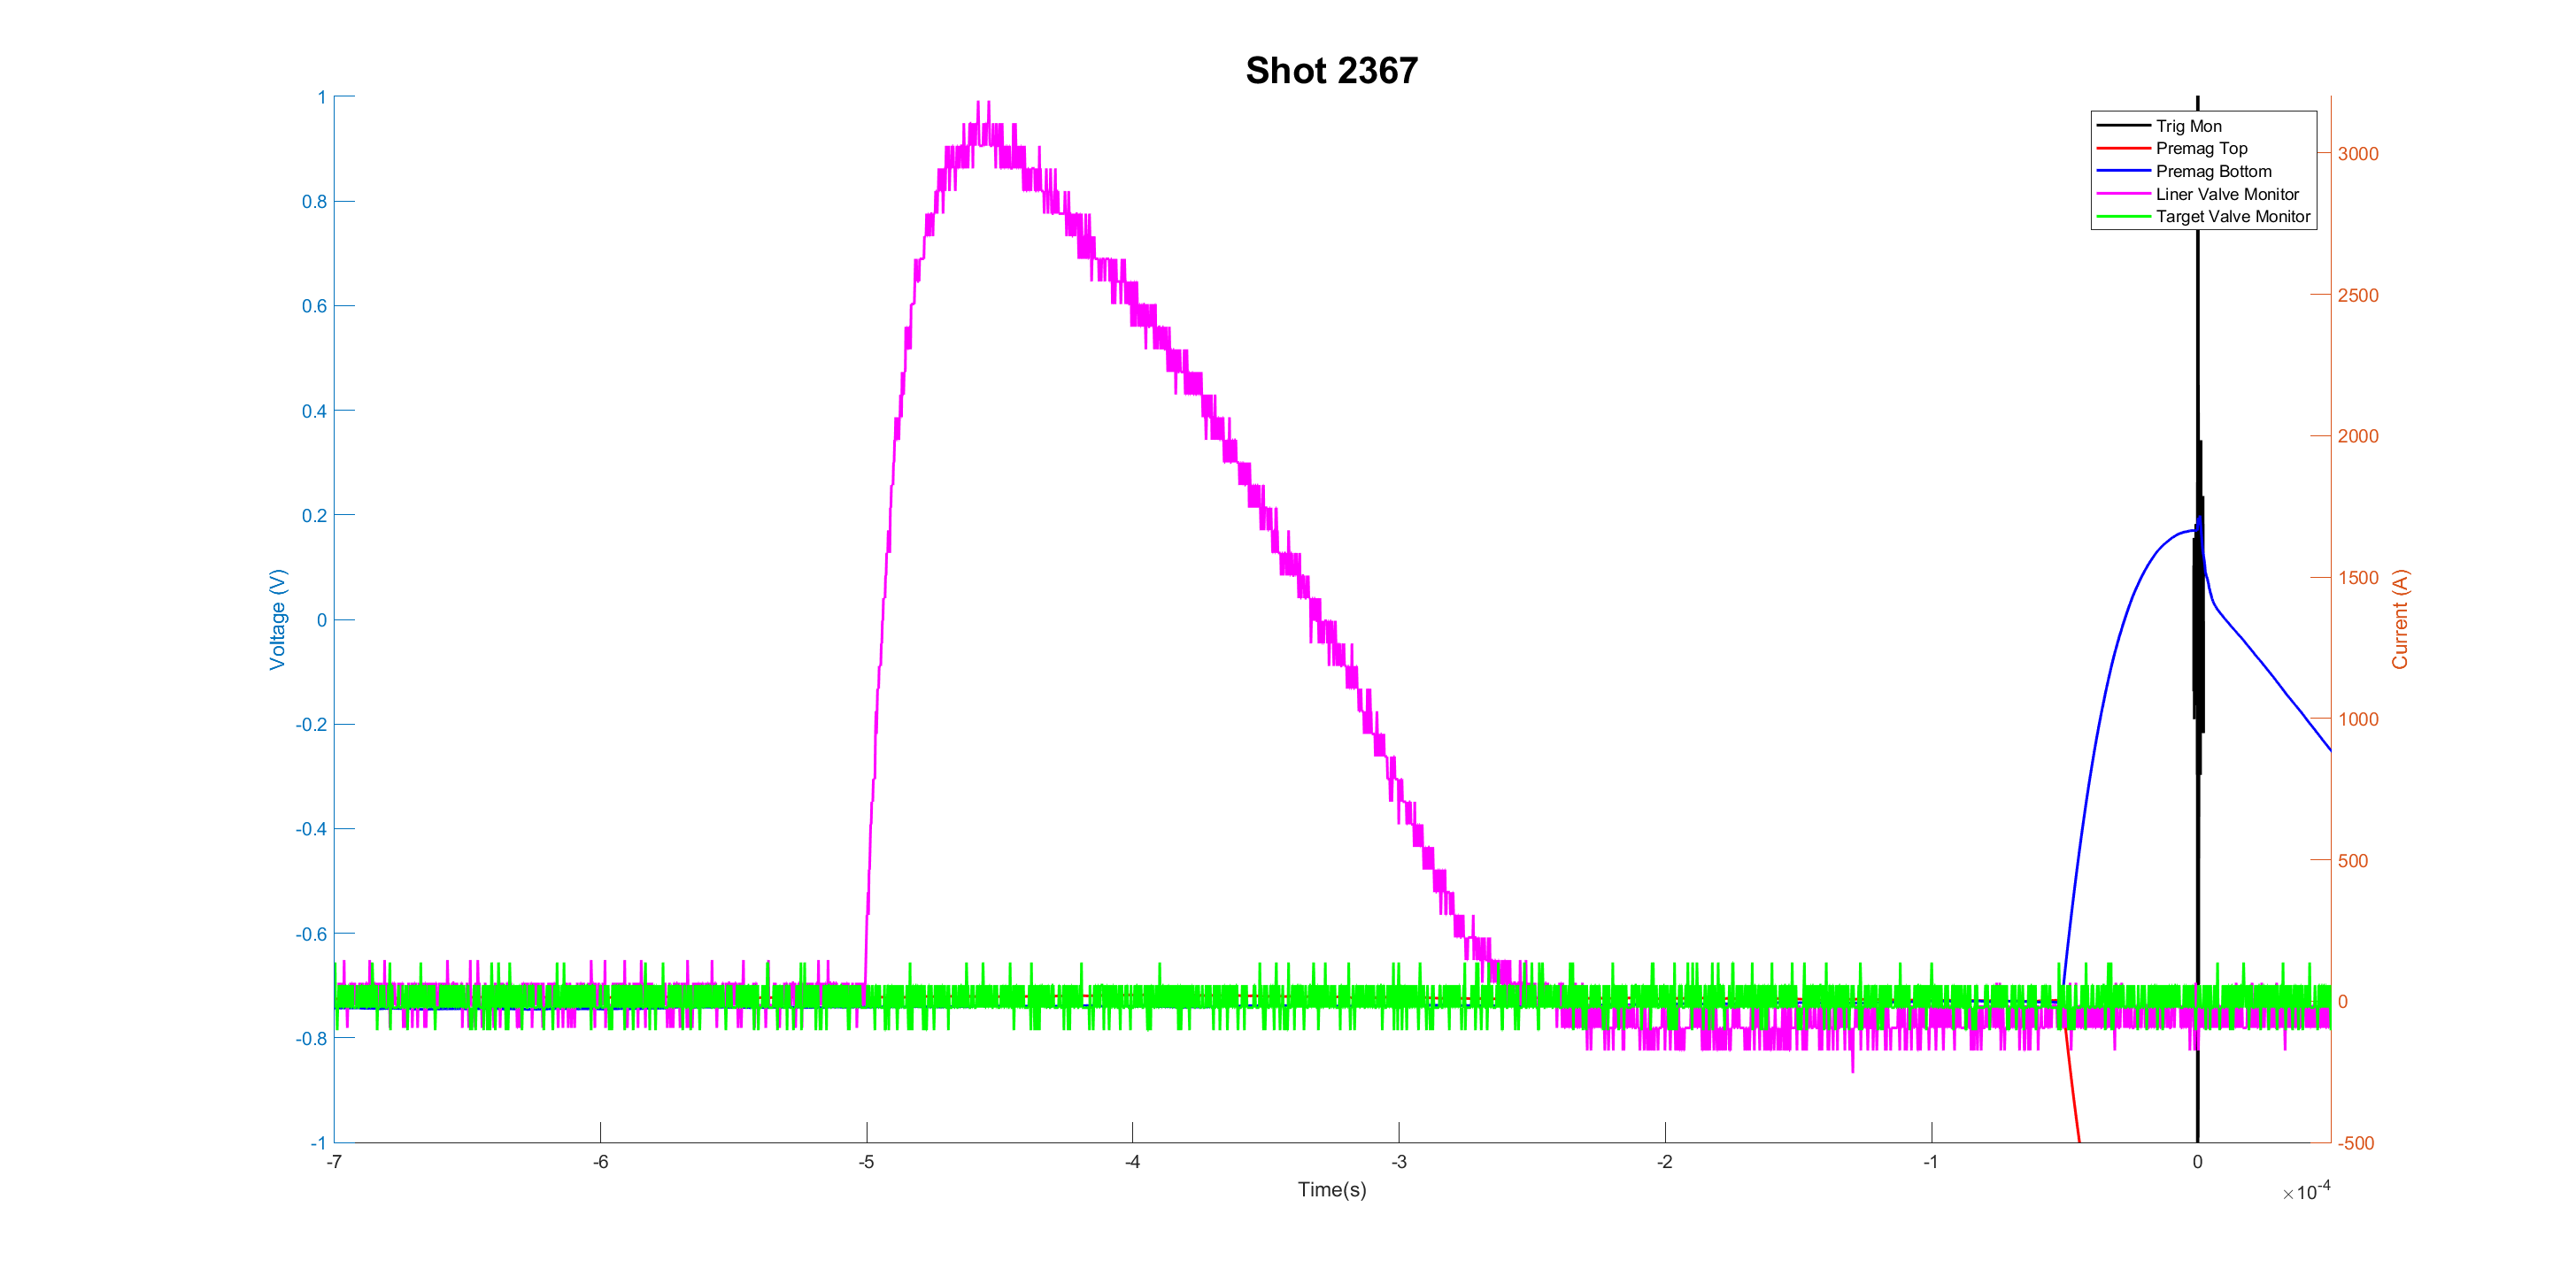 Shot 2367
Trig Mon
Premag Top
Premag Bottom
Liner Valve Monitor
Target Valve Monitor
1
0.8
0.6
0.4
0.2
0
-0.2
-0.4
-0.6
-0.8
-1
Voltage (V)
3000
2500
2000
1500
1000
500
0
-500
Current (A)
-7 -6 -5 -4 -3 -2 -1 0
Time(s)
×10-4